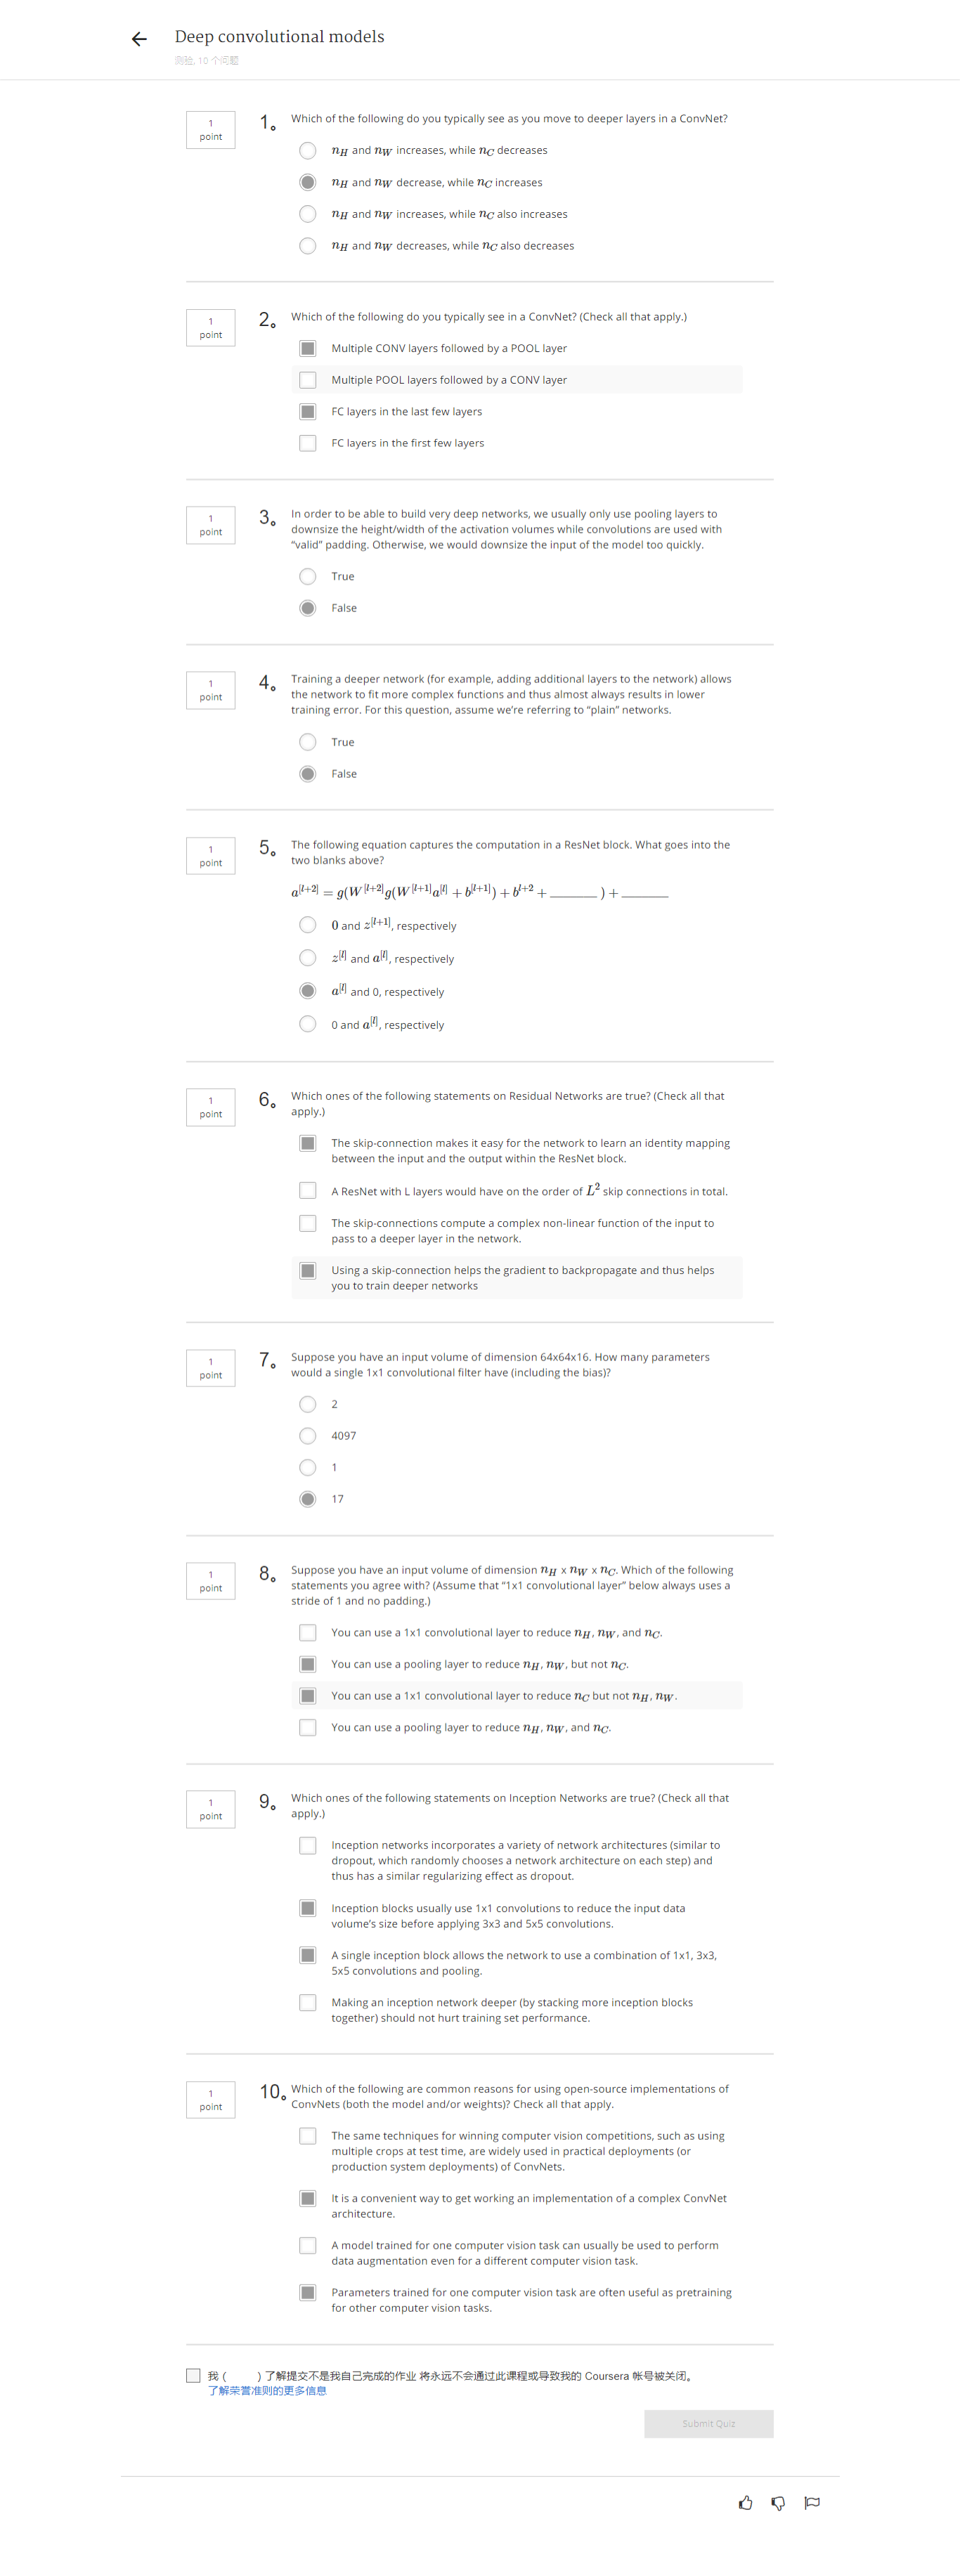 Deep convolutional models
测验, 10 个问题
1
point
1。
Which of the following do you typically see as you move to deeper layers in a ConvNet?
n_H and n_W increases, while n_C decreases
n_H and n_W decrease, while n_C increases
n_H and n_W increases, while n_C also increases
n_H and n_W decreases, while n_C also decreases
1
point
2。
Which of the following do you typically see in a ConvNet? (Check all that apply.)
Multiple CONV layers followed by a POOL layer
Multiple POOL layers followed by a CONV layer
FC layers in the last few layers
FC layers in the first few layers
1
point
3。
In order to be able to build very deep networks, we usually only use pooling layers to
downsize the height/width of the activation volumes while convolutions are used with
“valid” padding. Otherwise, we would downsize the input of the model too quickly.
True
False
1
point
4。
Training a deeper network (for example, adding additional layers to the network) allows
the network to fit more complex functions and thus almost always results in lower
training error. For this question, assume we’re referring to “plain” networks.
True
False
1
point
5。
The following equation captures the computation in a ResNet block. What goes into the
two blanks above?
a^{[l+2]} = g(W^{[l+2]}g(W^{[l+1]}a^{[l]} + b^{[l+1]}) + b^{l+2} + _______ ) + _______
0 and z^{[l+1]}, respectively
z^{[l]} and a^{[l]}, respectively
a^{[l]} and 0, respectively
0 and a^{[l]}, respectively
1
point
6。
Which ones of the following statements on Residual Networks are true? (Check all that
apply.)
The skip-connection makes it easy for the network to learn an identity mapping
between the input and the output within the ResNet block.
A ResNet with L layers would have on the order of L^2 skip connections in total.
The skip-connections compute a complex non-linear function of the input to
pass to a deeper layer in the network.
Using a skip-connection helps the gradient to backpropagate and thus helps
you to train deeper networks
1
point
7。
Suppose you have an input volume of dimension 64x64x16. How many parameters
would a single 1x1 convolutional filter have (including the bias)?
2
4097
1
17
1
point
8。
Suppose you have an input volume of dimension n_H x n_W x n_C. Which of the following
statements you agree with? (Assume that “1x1 convolutional layer” below always uses a
stride of 1 and no padding.)
You can use a 1x1 convolutional layer to reduce n_H, n_W, and n_C.
You can use a pooling layer to reduce n_H, n_W, but not n_C.
You can use a 1x1 convolutional layer to reduce n_C but not n_H, n_W.
You can use a pooling layer to reduce n_H, n_W, and n_C.
1
point
9。
Which ones of the following statements on Inception Networks are true? (Check all that
apply.)
Inception networks incorporates a variety of network architectures (similar to
dropout, which randomly chooses a network architecture on each step) and
thus has a similar regularizing effect as dropout.
Inception blocks usually use 1x1 convolutions to reduce the input data
volume’s size before applying 3x3 and 5x5 convolutions.
A single inception block allows the network to use a combination of 1x1, 3x3,
5x5 convolutions and pooling.
Making an inception network deeper (by stacking more inception blocks
together) should not hurt training set performance.
1
point
10。
Which of the following are common reasons for using open-source implementations of
ConvNets (both the model and/or weights)? Check all that apply.
The same techniques for winning computer vision competitions, such as using
multiple crops at test time, are widely used in practical deployments (or
production system deployments) of ConvNets.
It is a convenient way to get working an implementation of a complex ConvNet
architecture.
A model trained for one computer vision task can usually be used to perform
data augmentation even for a different computer vision task.
Parameters trained for one computer vision task are often useful as pretraining
for other computer vision tasks.
我 ( ) 了解提交不是我自己完成的作业 将永远不会通过此课程或导致我的 Coursera 帐号被关闭。
了解荣誉准则的更多信息
Submit Quiz